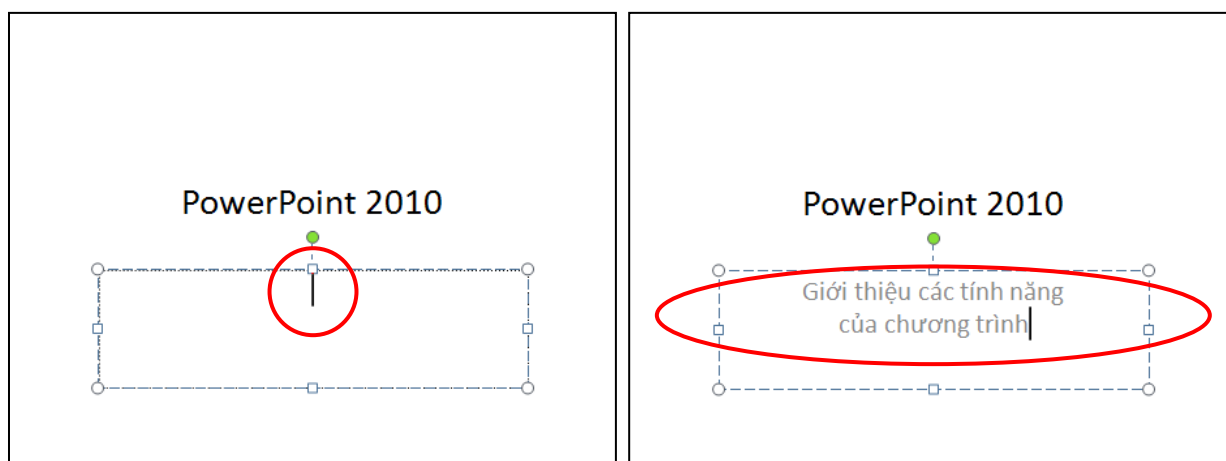 PowerPoint 2010
PowerPoint 2010
Giới thiệu các tính năng
của chương trình